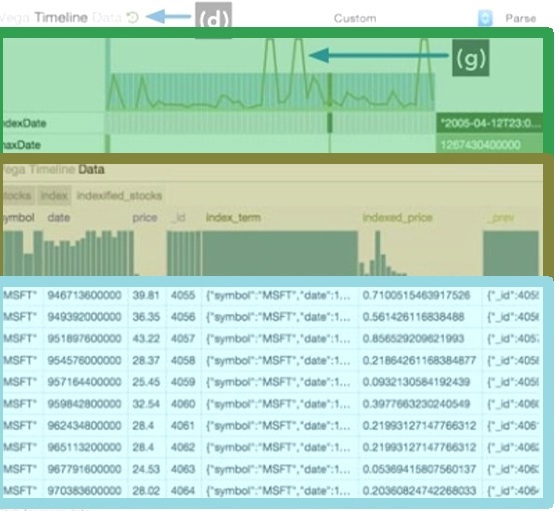 Vega Timeline Data (d) Custom Parse
(g)
indexDate "2005-04-12T23:0...
maxDate 1267430400000
Vega Timeline Data
stocks index indexified_stocks
symbol date price _id index_term indexed_price _prev
MSFT" 946713600000 39.81 4055 {"symbol":"MSFT","date":1... 0.7100515463917526 {"_id":405
MSFT" 949392000000 36.35 4056 {"symbol":"MSFT","date":1... 0.561426116838488 {"_id":405
MSFT" 951897600000 43.22 4057 {"symbol":"MSFT","date":1... 0.856529209621993 {"_id":405
MSFT" 954576000000 28.37 4058 {"symbol":"MSFT","date":1... 0.21864261168384877 {"_id":405
MSFT" 957164400000 25.45 4059 {"symbol":"MSFT","date":1... 0.0932130584192439 {"_id":405
MSFT" 959842800000 32.54 4060 {"symbol":"MSFT","date":1... 0.3977663230240549 {"_id":406
MSFT" 962434800000 28.4 4061 {"symbol":"MSFT","date":1... 0.21993127147766312 {"_id":406
MSFT" 965113200000 28.4 4062 {"symbol":"MSFT","date":1... 0.21993127147766312 {"_id":406
MSFT" 967791600000 24.53 4063 {"symbol":"MSFT","date":1... 0.05369415807560137 {"_id":406
MSFT" 970383600000 28.02 4064 {"symbol":"MSFT","date":1... 0.20360824742268033 {"_id":406